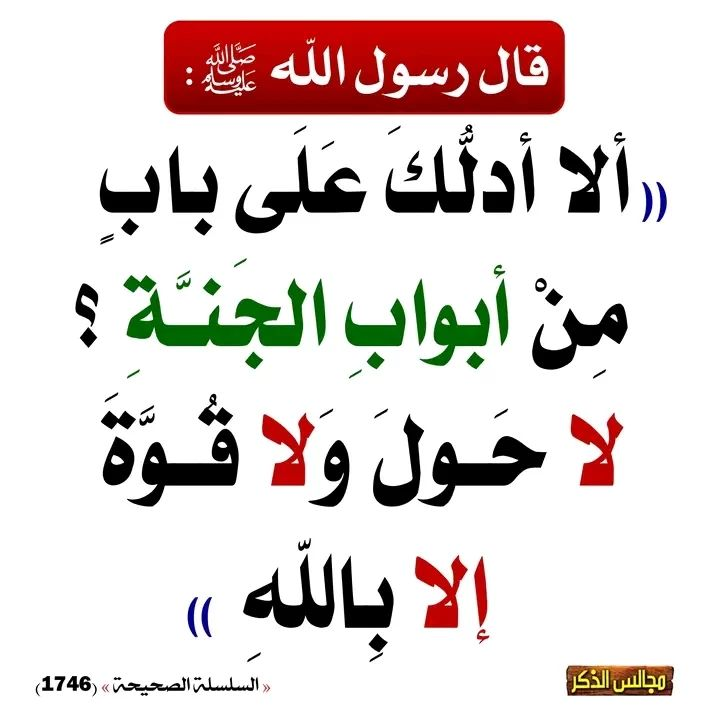 قال رسول الله ﷺ :
(( ألا أدلُّكَ عَلَى بابٍ
مِنْ أبوابِ الجَنَّةِ ؟
لا حَولَ وَلا قُوَّةَ
إلا بِاللَّهِ ))
« السلسلة الصحيحة » (1746)
مجالس الذكر